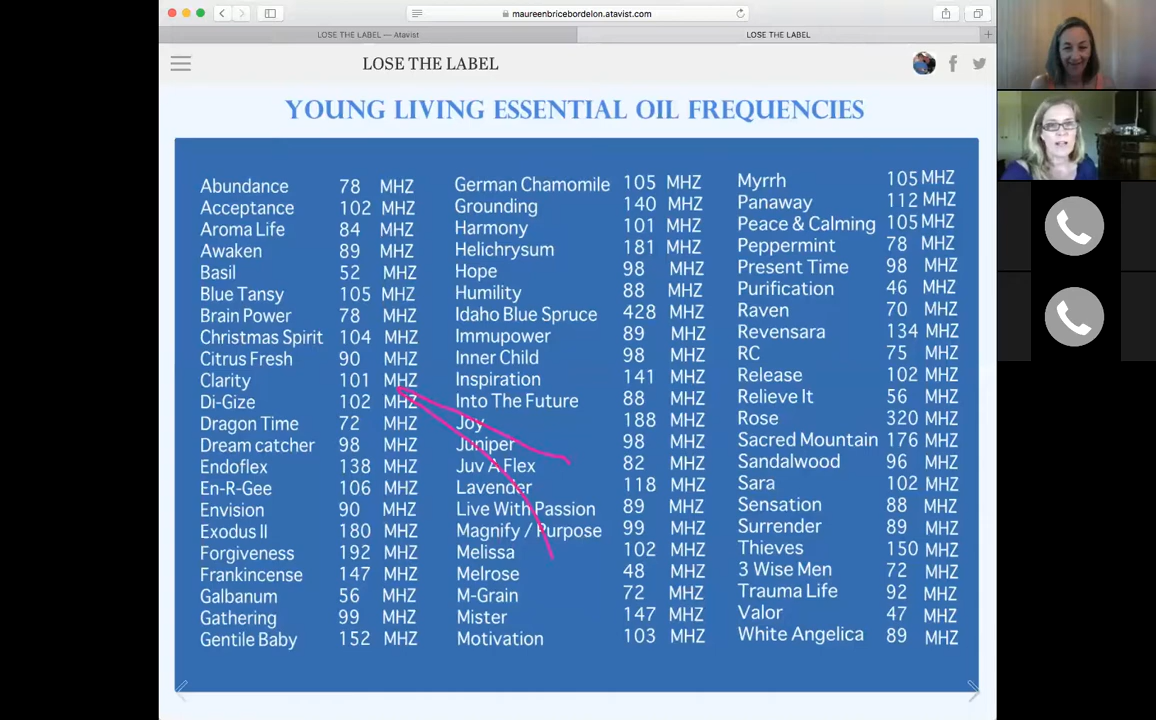 maureenbricebordelon.atavist.com
LOSE THE LABEL — Atavist
LOSE THE LABEL
LOSE THE LABEL
YOUNG LIVING ESSENTIAL OIL FREQUENCIES
Abundance 78 MHZ
Acceptance 102 MHZ
Aroma Life 84 MHZ
Awaken 89 MHZ
Basil 52 MHZ
Blue Tansy 105 MHZ
Brain Power 78 MHZ
Christmas Spirit 104 MHZ
Citrus Fresh 90 MHZ
Clarity 101 MHZ
Di-Gize 102 MHZ
Dragon Time 72 MHZ
Dream catcher 98 MHZ
Endoflex 138 MHZ
En-R-Gee 106 MHZ
Envision 90 MHZ
Exodus II 180 MHZ
Forgiveness 192 MHZ
Frankincense 147 MHZ
Galbanum 56 MHZ
Gathering 99 MHZ
Gentile Baby 152 MHZ
German Chamomile 105 MHZ
Grounding 140 MHZ
Harmony 101 MHZ
Helichrysum 181 MHZ
Hope 98 MHZ
Humility 88 MHZ
Idaho Blue Spruce 428 MHZ
Immupower 89 MHZ
Inner Child 98 MHZ
Inspiration 141 MHZ
Into The Future 88 MHZ
Joy 188 MHZ
Juniper 98 MHZ
Juv A Flex 82 MHZ
Lavender 118 MHZ
Live With Passion 89 MHZ
Magnify / Purpose 99 MHZ
Melissa 102 MHZ
Melrose 48 MHZ
M-Grain 72 MHZ
Mister 147 MHZ
Motivation 103 MHZ
Myrrh 105 MHZ
Panaway 112 MHZ
Peace & Calming 105 MHZ
Peppermint 78 MHZ
Present Time 98 MHZ
Purification 46 MHZ
Raven 70 MHZ
Revensara 134 MHZ
RC 75 MHZ
Release 102 MHZ
Relieve It 56 MHZ
Rose 320 MHZ
Sacred Mountain 176 MHZ
Sandalwood 96 MHZ
Sara 102 MHZ
Sensation 88 MHZ
Surrender 89 MHZ
Thieves 150 MHZ
3 Wise Men 72 MHZ
Trauma Life 92 MHZ
Valor 47 MHZ
White Angelica 89 MHZ